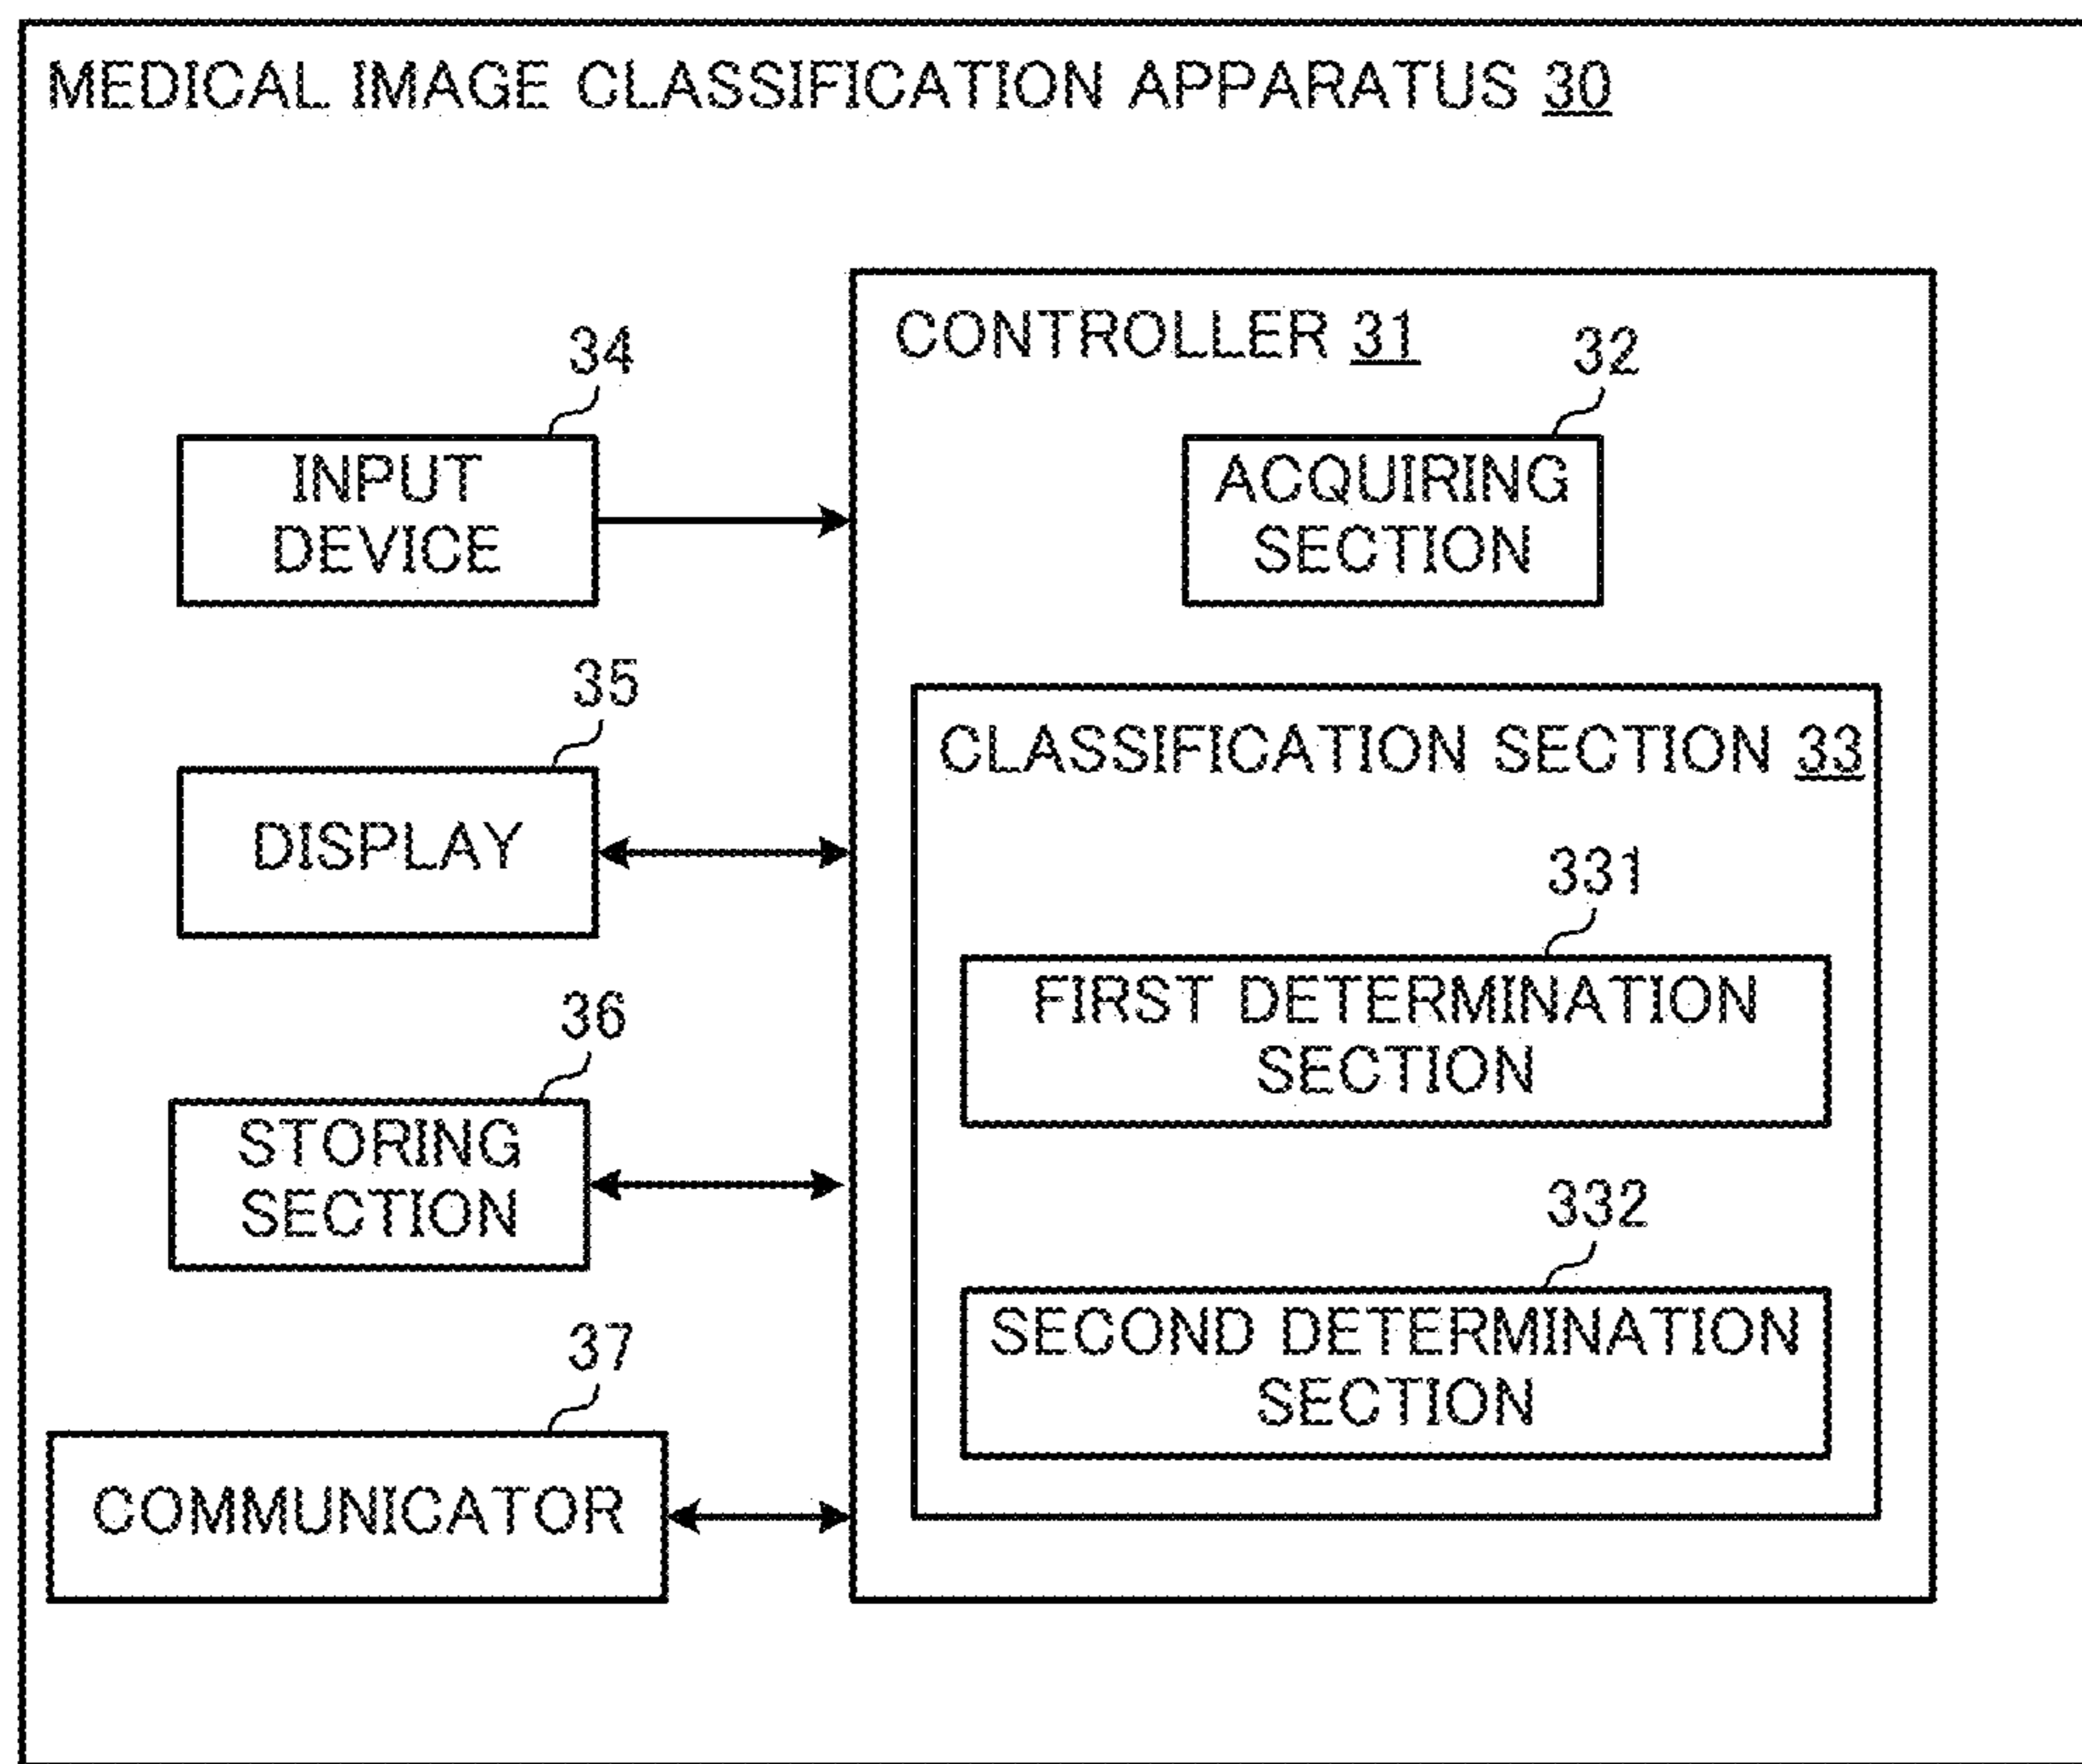 MEDICAL IMAGE CLASSIFICATION APPARATUS 30
CONTROLLER 31
34
INPUT
DEVICE
32
ACQUIRING
SECTION
35
DISPLAY
CLASSIFICATION SECTION 33
331
FIRST DETERMINATION
SECTION
36
STORING
SECTION
332
SECOND DETERMINATION
SECTION
37
COMMUNICATOR